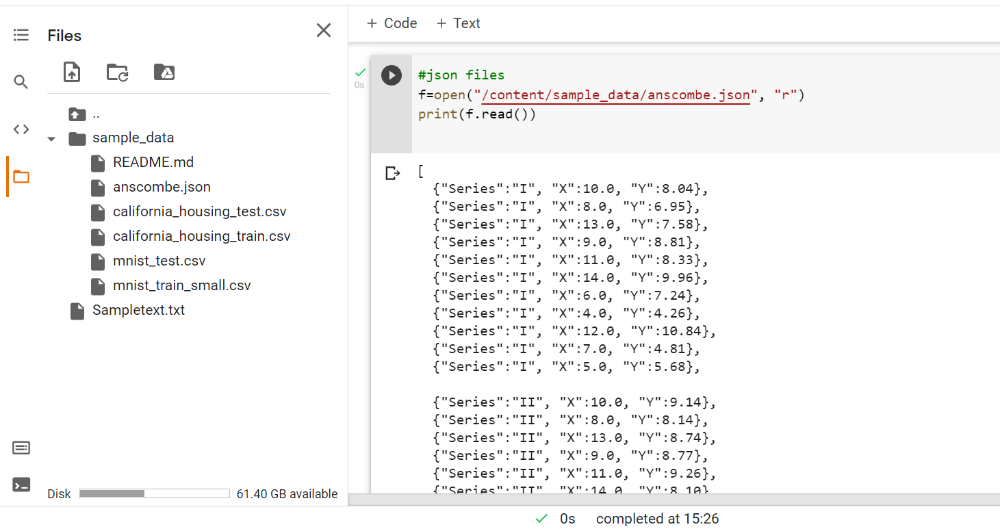 Files
..
sample_data
README.md
anscombe.json
california_housing_test.csv
california_housing_train.csv
mnist_test.csv
mnist_train_small.csv
Sampletext.txt
Disk 61.40 GB available
+ Code + Text
0s
#json files
f=open("/content/sample_data/anscombe.json", "r")
print(f.read())
[
{"Series":"I", "X":10.0, "Y":8.04},
{"Series":"I", "X":8.0, "Y":6.95},
{"Series":"I", "X":13.0, "Y":7.58},
{"Series":"I", "X":9.0, "Y":8.81},
{"Series":"I", "X":11.0, "Y":8.33},
{"Series":"I", "X":14.0, "Y":9.96},
{"Series":"I", "X":6.0, "Y":7.24},
{"Series":"I", "X":4.0, "Y":4.26},
{"Series":"I", "X":12.0, "Y":10.84},
{"Series":"I", "X":7.0, "Y":4.81},
{"Series":"I", "X":5.0, "Y":5.68},
{"Series":"II", "X":10.0, "Y":9.14},
{"Series":"II", "X":8.0, "Y":8.14},
{"Series":"II", "X":13.0, "Y":8.74},
{"Series":"II", "X":9.0, "Y":8.77},
{"Series":"II", "X":11.0, "Y":9.26},
{"Series":"II", "X":14.0, "Y":8.10},
0s completed at 15:26